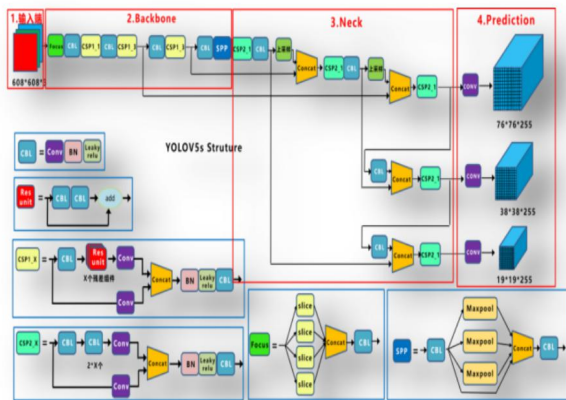 1.输入端
2.Backbone
3.Neck
4.Prediction
608*608*3
Focus
CBL
CSP1_1
CBL
CSP1_3
CBL
CSP1_3
CBL
SPP
CSP2_1
CBL
上采样
Concat
CSP2_1
CBL
上采样
Concat
CSP2_1
CONV
76*76*255
YOLOV5s Struture
CBL
Concat
CSP2_1
CONV
38*38*255
CBL
Concat
CSP2_1
CONV
19*19*255
CBL
=
Conv
BN
Leaky
relu
Res
unit
=
CBL
CBL
add
CSP1_X
=
CBL
Res
unit
Conv
X个残差组件
Conv
Concat
BN
Leaky
relu
CBL
CSP2_X
=
CBL
CBL
Conv
2*X个
Conv
Concat
BN
Leaky
relu
CBL
Focus
=
slice
slice
slice
slice
Concat
CBL
SPP
=
CBL
Maxpool
Maxpool
Maxpool
Concat
CBL